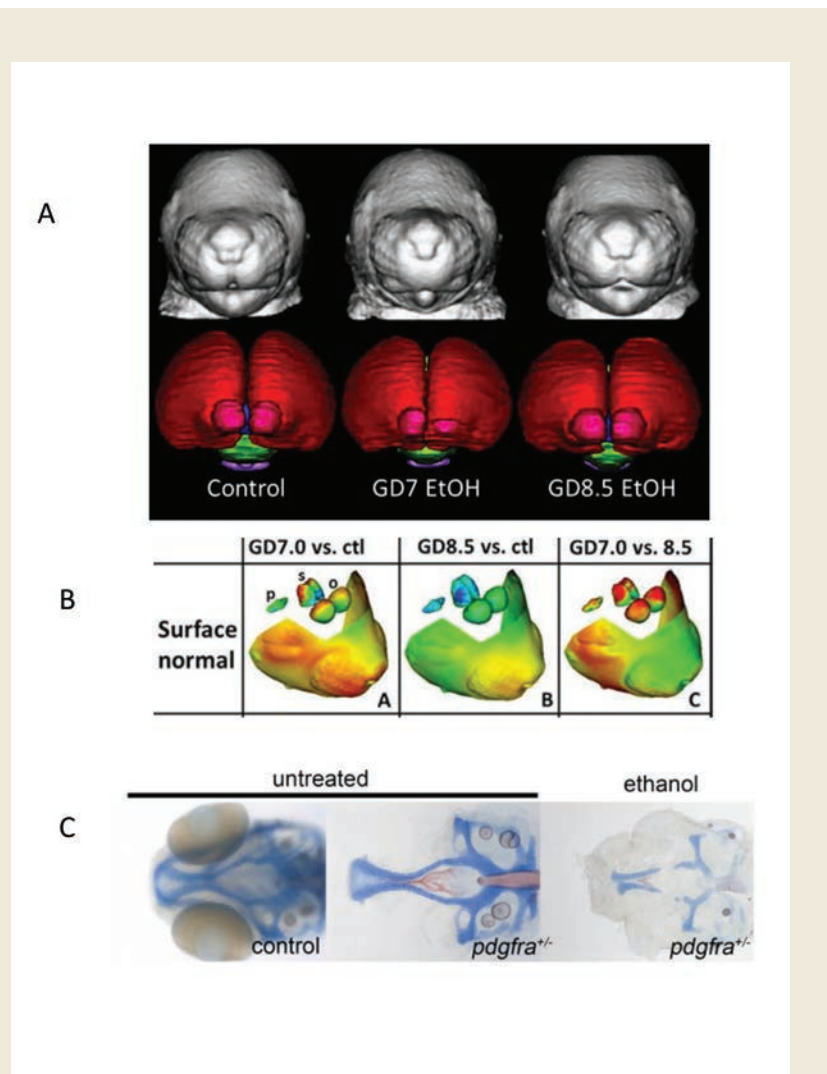 A
Control GD7 EtOH GD8.5 EtOH
B
GD7.0 vs. ctl GD8.5 vs. ctl GD7.0 vs. 8.5
Surface normal
p s o
A B C
C
untreated ethanol
control pdgfra+/- pdgfra+/-